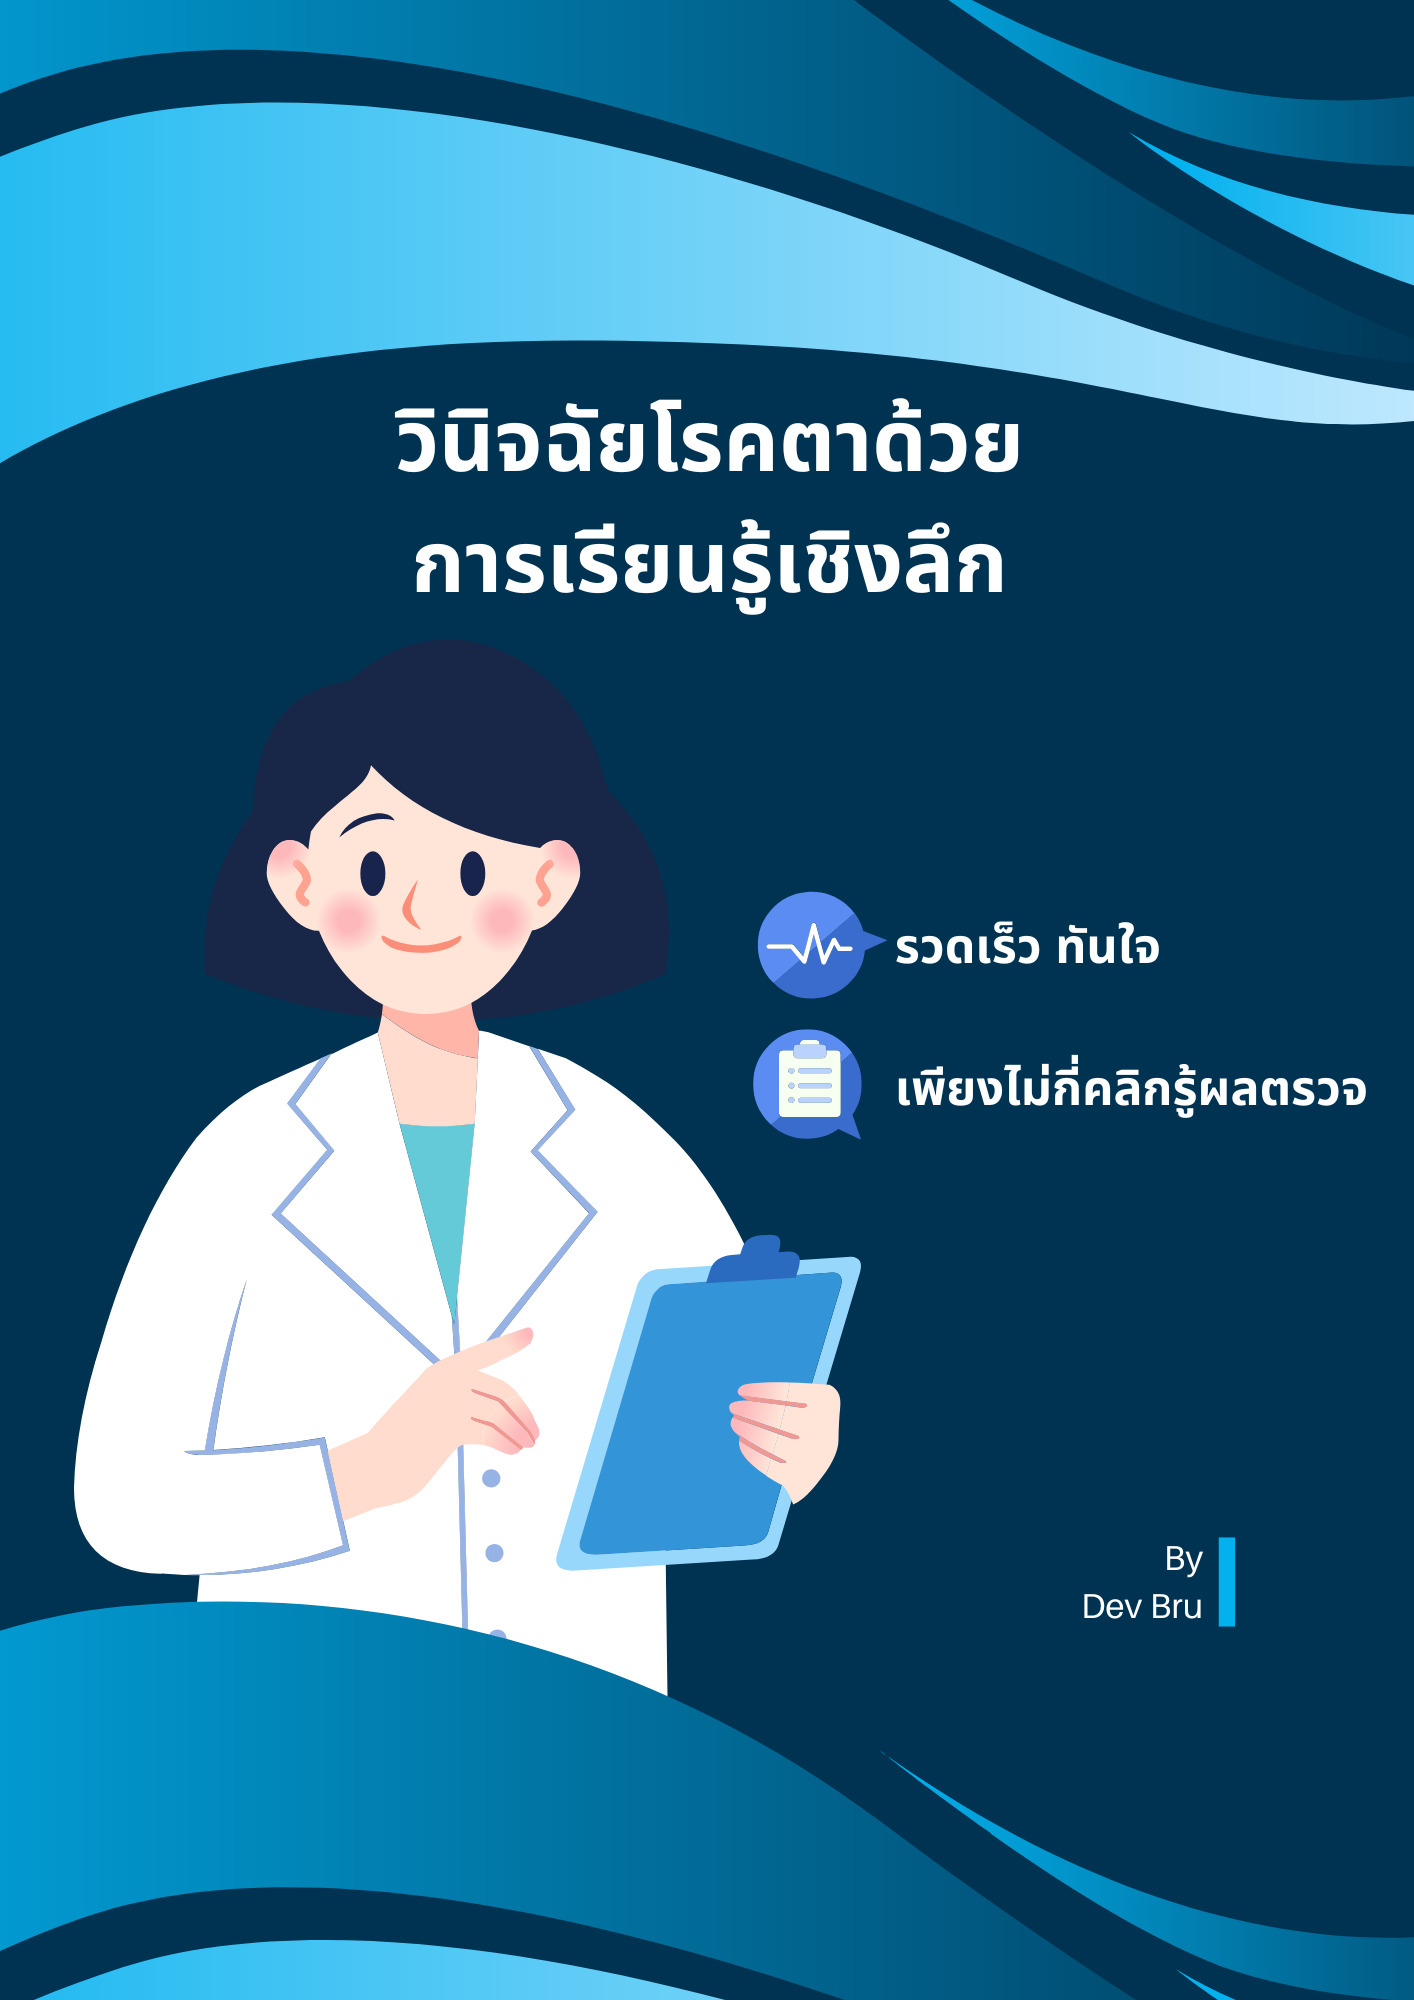 วินิจฉัยโรคตาด้วย
การเรียนรู้เชิงลึก
รวดเร็ว ทันใจ
เพียงไม่กี่คลิกรู้ผลตรวจ
By
Dev Bru